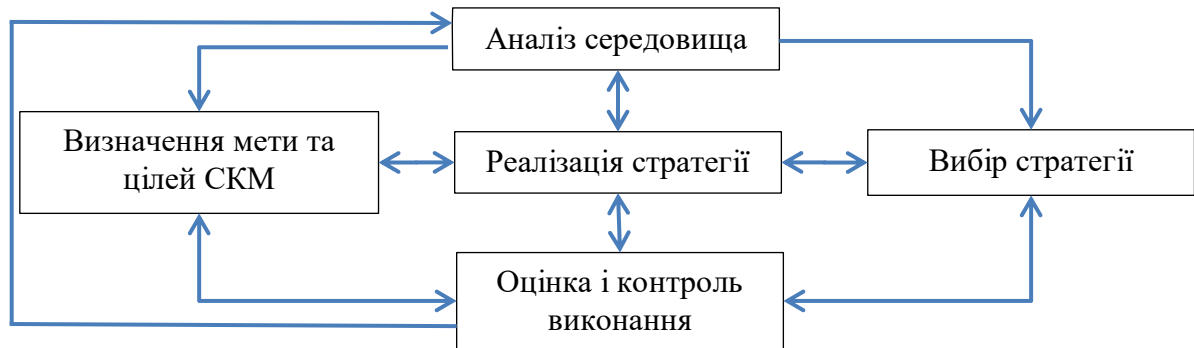 Аналіз середовища
Визначення мети та
цілей СКМ
Реалізація стратегії
Вибір стратегії
Оцінка і контроль
виконання